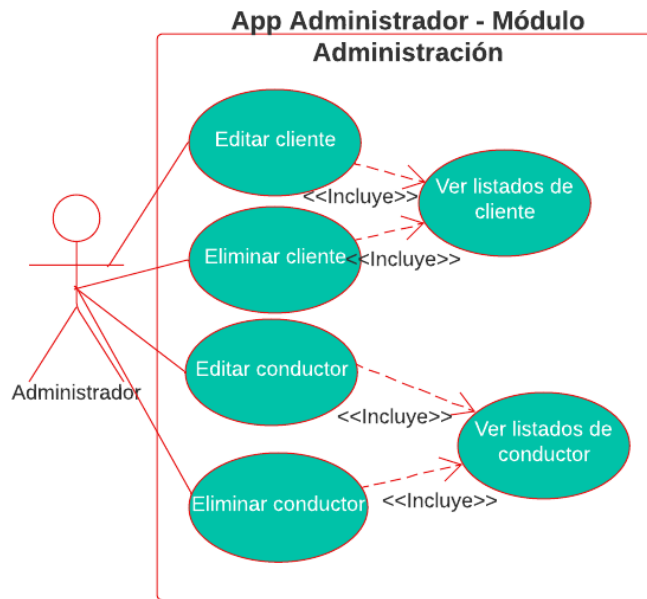 App Administrador - Módulo
Administración
Editar cliente
<<Incluye>>
Ver listados de
cliente
Eliminar cliente
<<Incluye>>
Editar conductor
Administrador
<<Incluye>>
Ver listados de
conductor
Eliminar conductor
<<Incluye>>